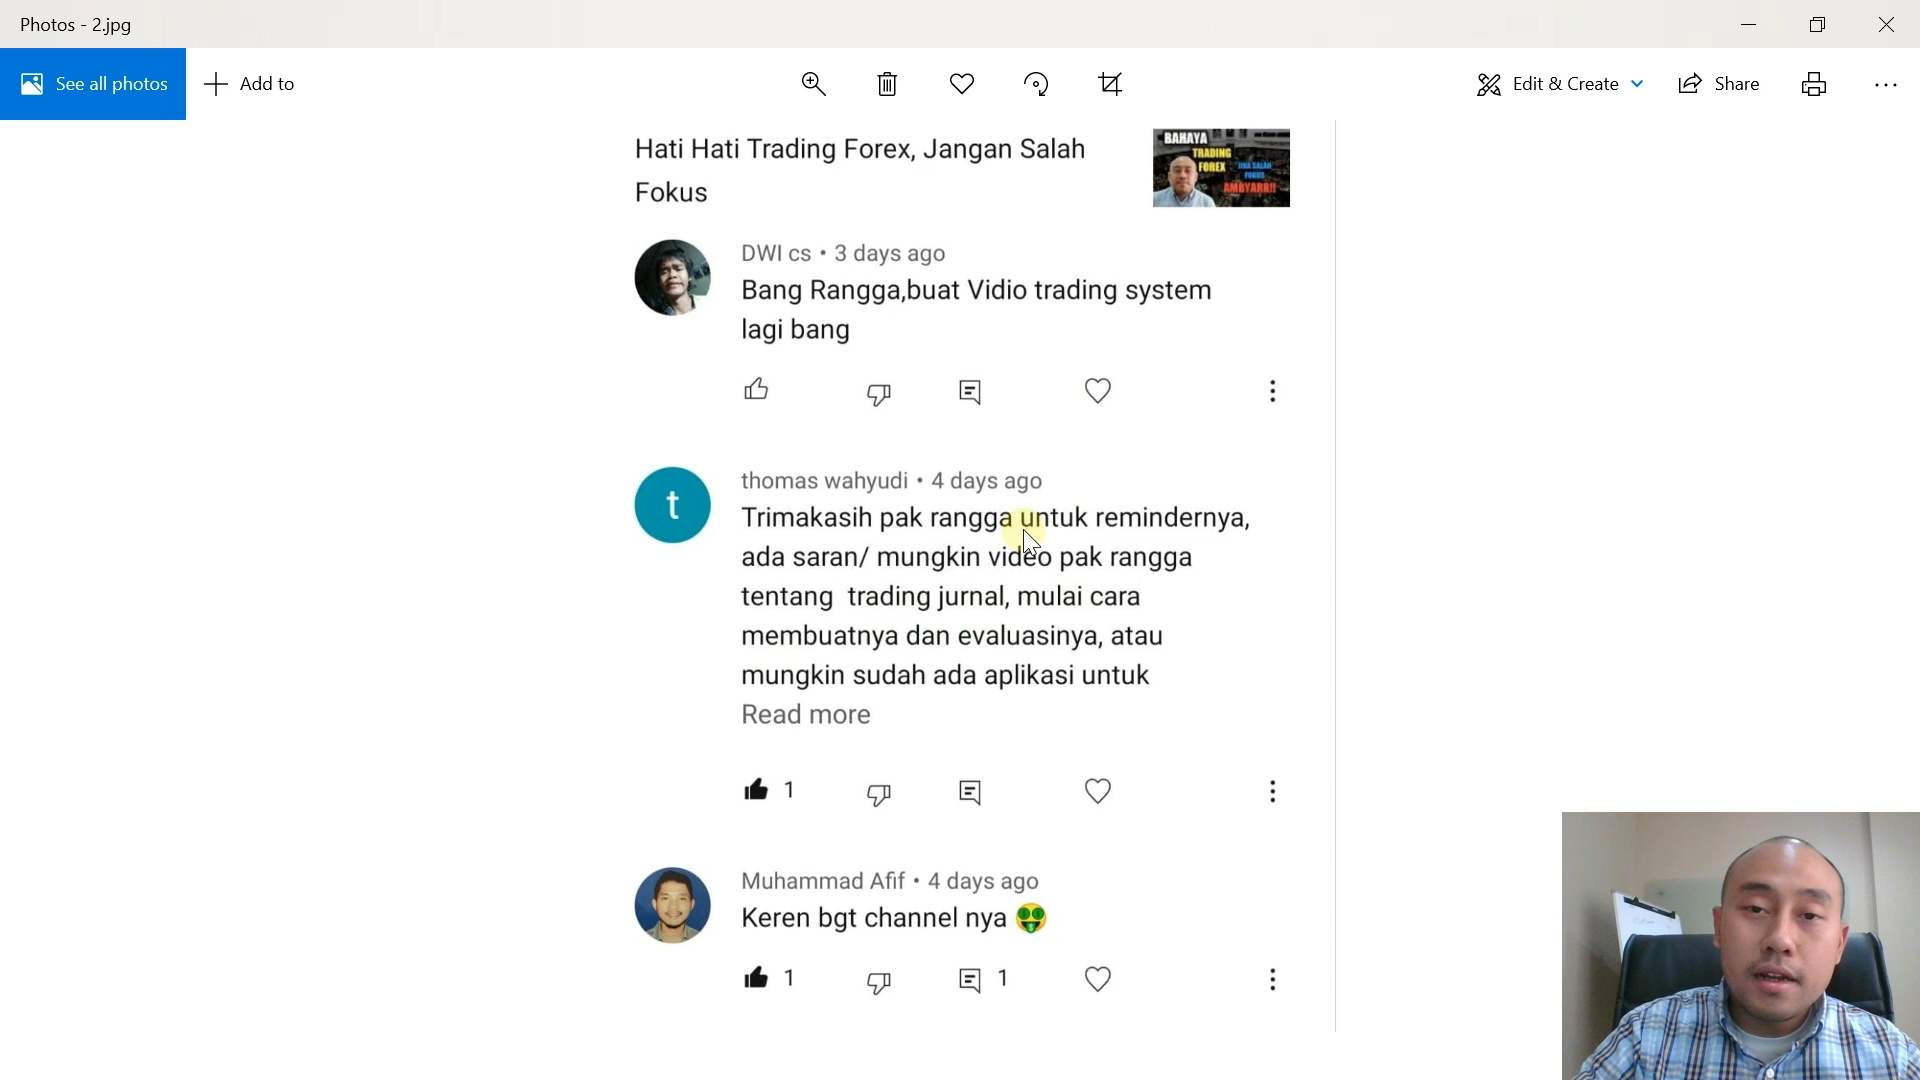 Photos - 2.jpg
See all photos
Add to
Edit & Create
Share
Hati Hati Trading Forex, Jangan Salah
Fokus
BAHAYA
TRADING
FOREX
JIKA SALAH
FOKUS
AMBYARR!!
DWI cs • 3 days ago
Bang Rangga,buat Vidio trading system
lagi bang
t
thomas wahyudi • 4 days ago
Trimakasih pak rangga untuk remindernya,
ada saran/ mungkin video pak rangga
tentang trading jurnal, mulai cara
membuatnya dan evaluasinya, atau
mungkin sudah ada aplikasi untuk
Read more
1
Muhammad Afif • 4 days ago
Keren bgt channel nya 🤑
1
1